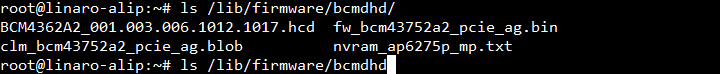 root@linaro-alip:~# ls /lib/firmware/bcmdhd/
BCM4362A2_001.003.006.1012.1017.hcd  fw_bcm43752a2_pcie_ag.bin
clm_bcm43752a2_pcie_ag.blob          nvram_ap6275p_mp.txt
root@linaro-alip:~# ls /lib/firmware/bcmdhd